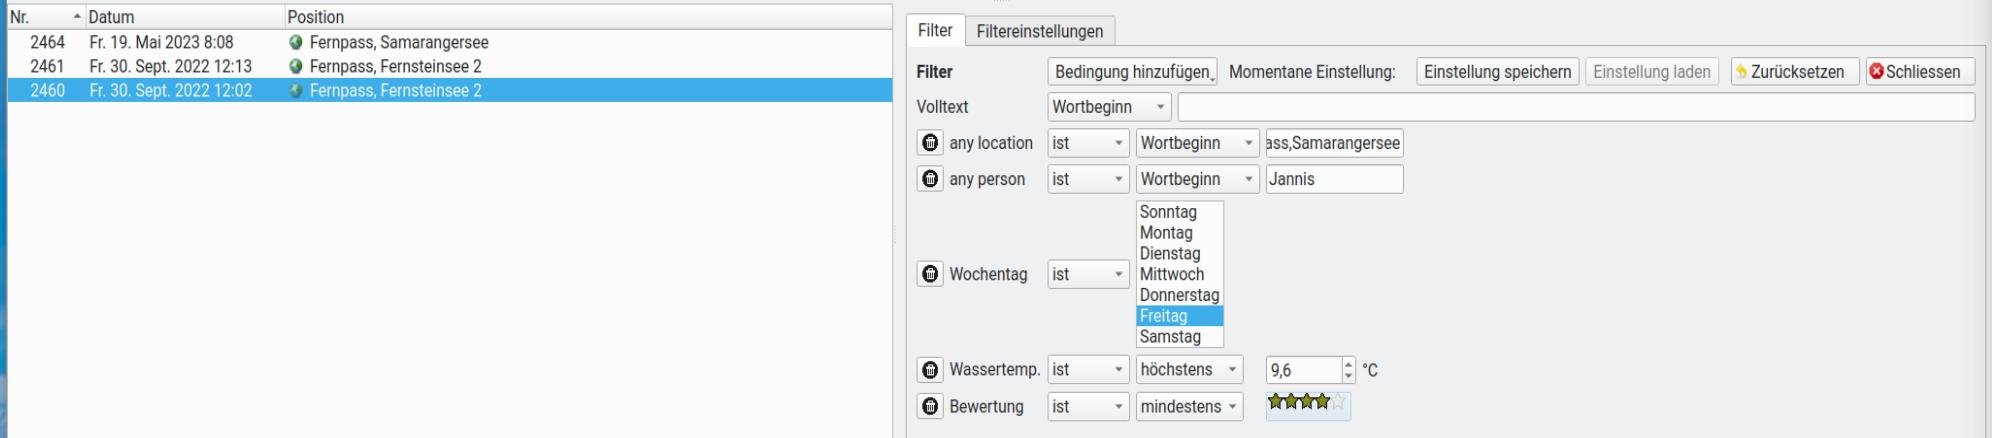 Nr. Datum Position
2464 Fr. 19. Mai 2023 8:08 Fernpass, Samarangersee
2461 Fr. 30. Sept. 2022 12:13 Fernpass, Fernsteinsee 2
2460 Fr. 30. Sept. 2022 12:02 Fernpass, Fernsteinsee 2
Filter Filtereinstellungen
Filter Bedingung hinzufügen Momentane Einstellung: Einstellung speichern Einstellung laden Zurücksetzen Schliessen
Volltext Wortbeginn
any location ist Wortbeginn ass,Samarangersee
any person ist Wortbeginn Jannis
Sonntag
Montag
Dienstag
Wochentag ist Mittwoch
Donnerstag
Freitag
Samstag
Wassertemp. ist höchstens 9,6 °C
Bewertung ist mindestens